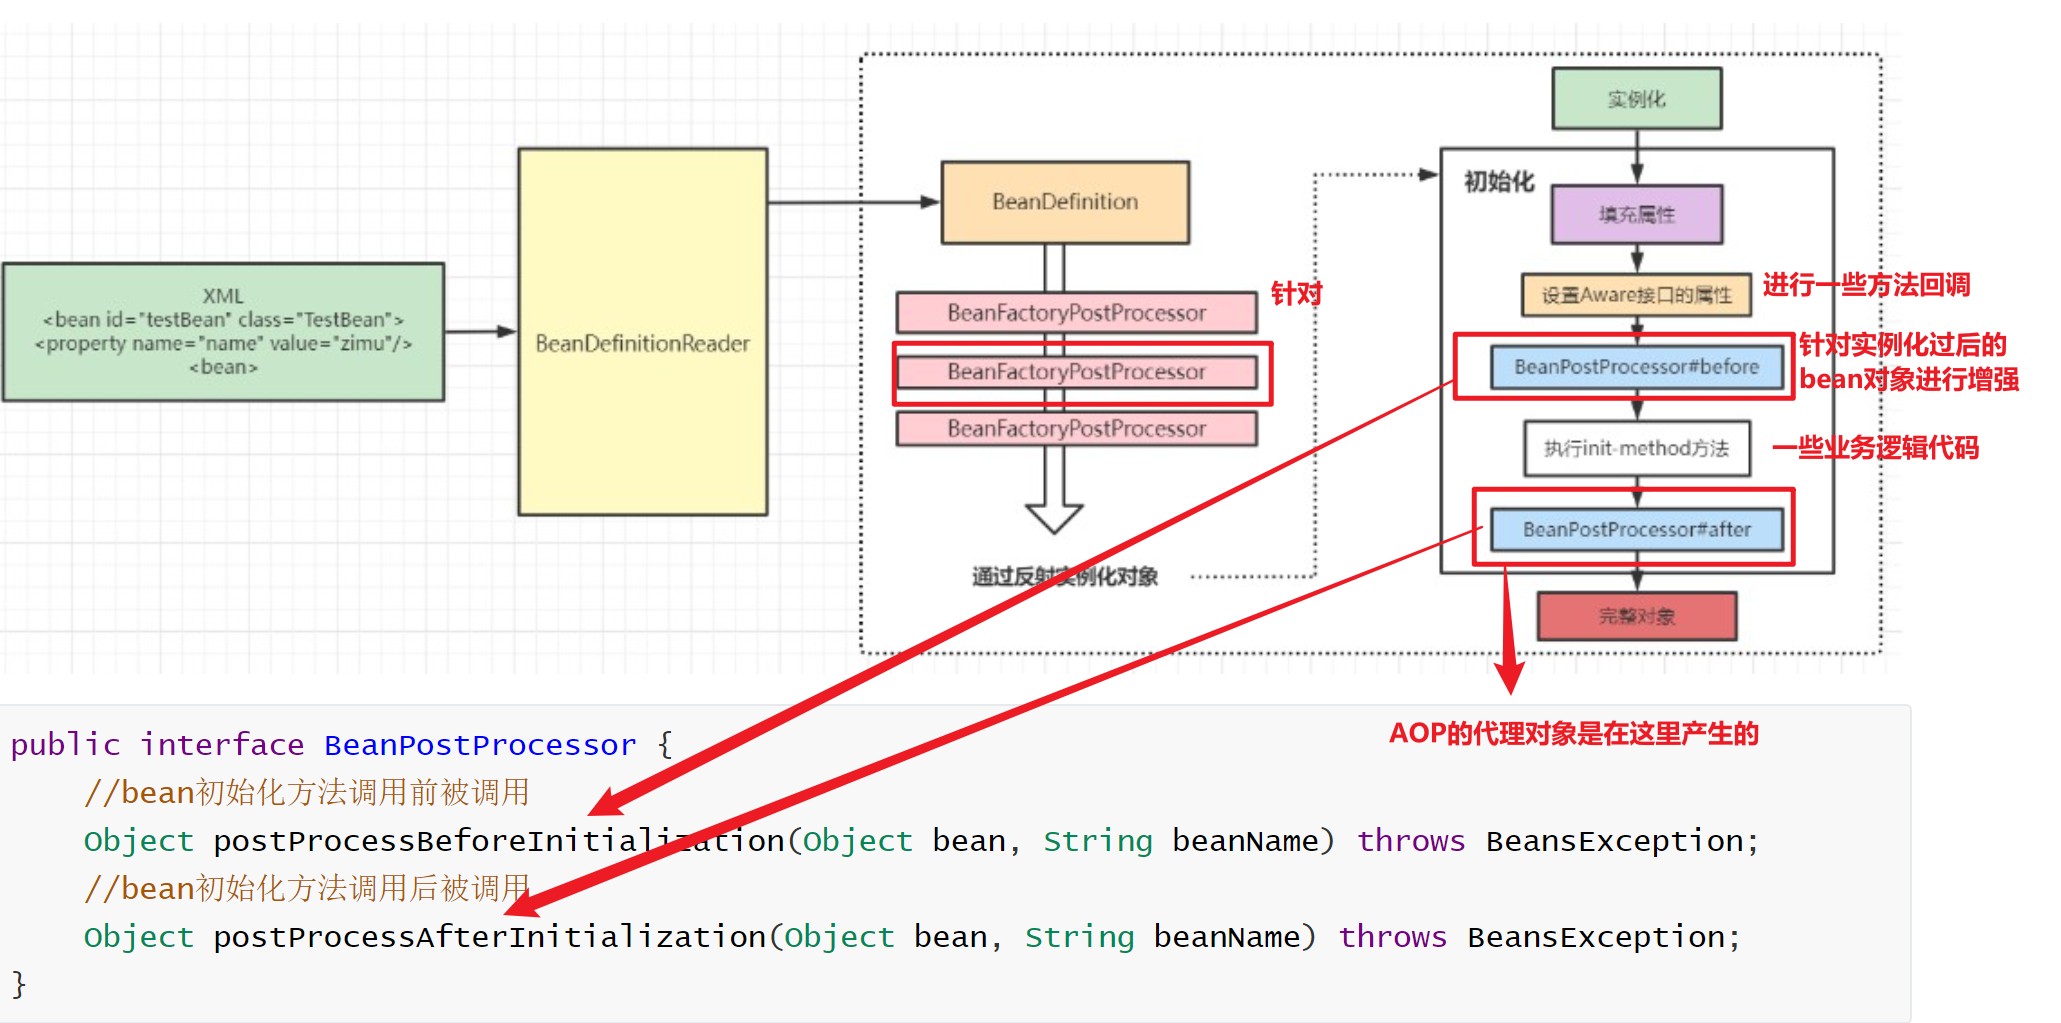 XML
<bean id="testBean" class="TestBean">
<property name="name" value="zimu"/>
<bean>
BeanDefinitionReader
BeanDefinition
BeanFactoryPostProcessor
针对
BeanFactoryPostProcessor
BeanFactoryPostProcessor
通过反射实例化对象
实例化
初始化
填充属性
设置Aware接口的属性
进行一些方法回调
BeanPostProcessor#before
针对实例化过后的
bean对象进行增强
执行init-method方法
一些业务逻辑代码
BeanPostProcessor#after
完整对象
AOP的代理对象是在这里产生的
public interface BeanPostProcessor {
//bean初始化方法调用前被调用
Object postProcessBeforeInitialization(Object bean, String beanName) throws BeansException;
//bean初始化方法调用后被调用
Object postProcessAfterInitialization(Object bean, String beanName) throws BeansException;
}